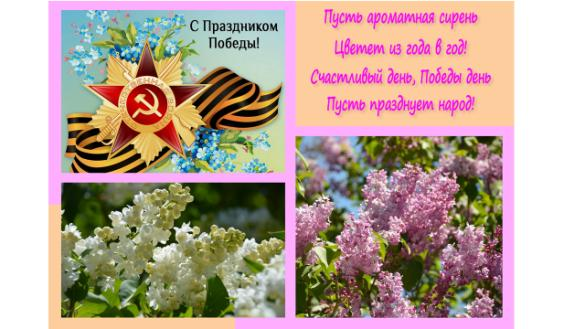 С Праздником
Победы!
Пусть ароматная сирень
Цветет из года в год!
Счастливый день, Победы день
Пусть празднует народ!